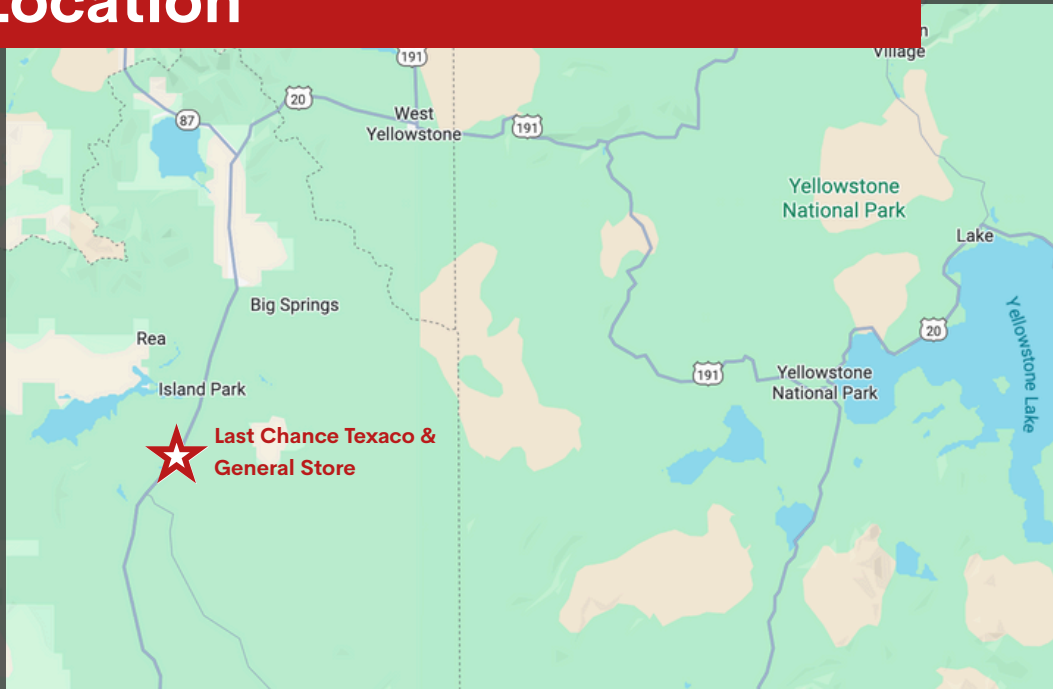 Location
Village
191
20
West
Yellowstone
87
191
Yellowstone
National Park
Lake
Big Springs
Yellowstone Lake
20
Rea
191
Yellowstone
National Park
Island Park
Last Chance Texaco &
General Store